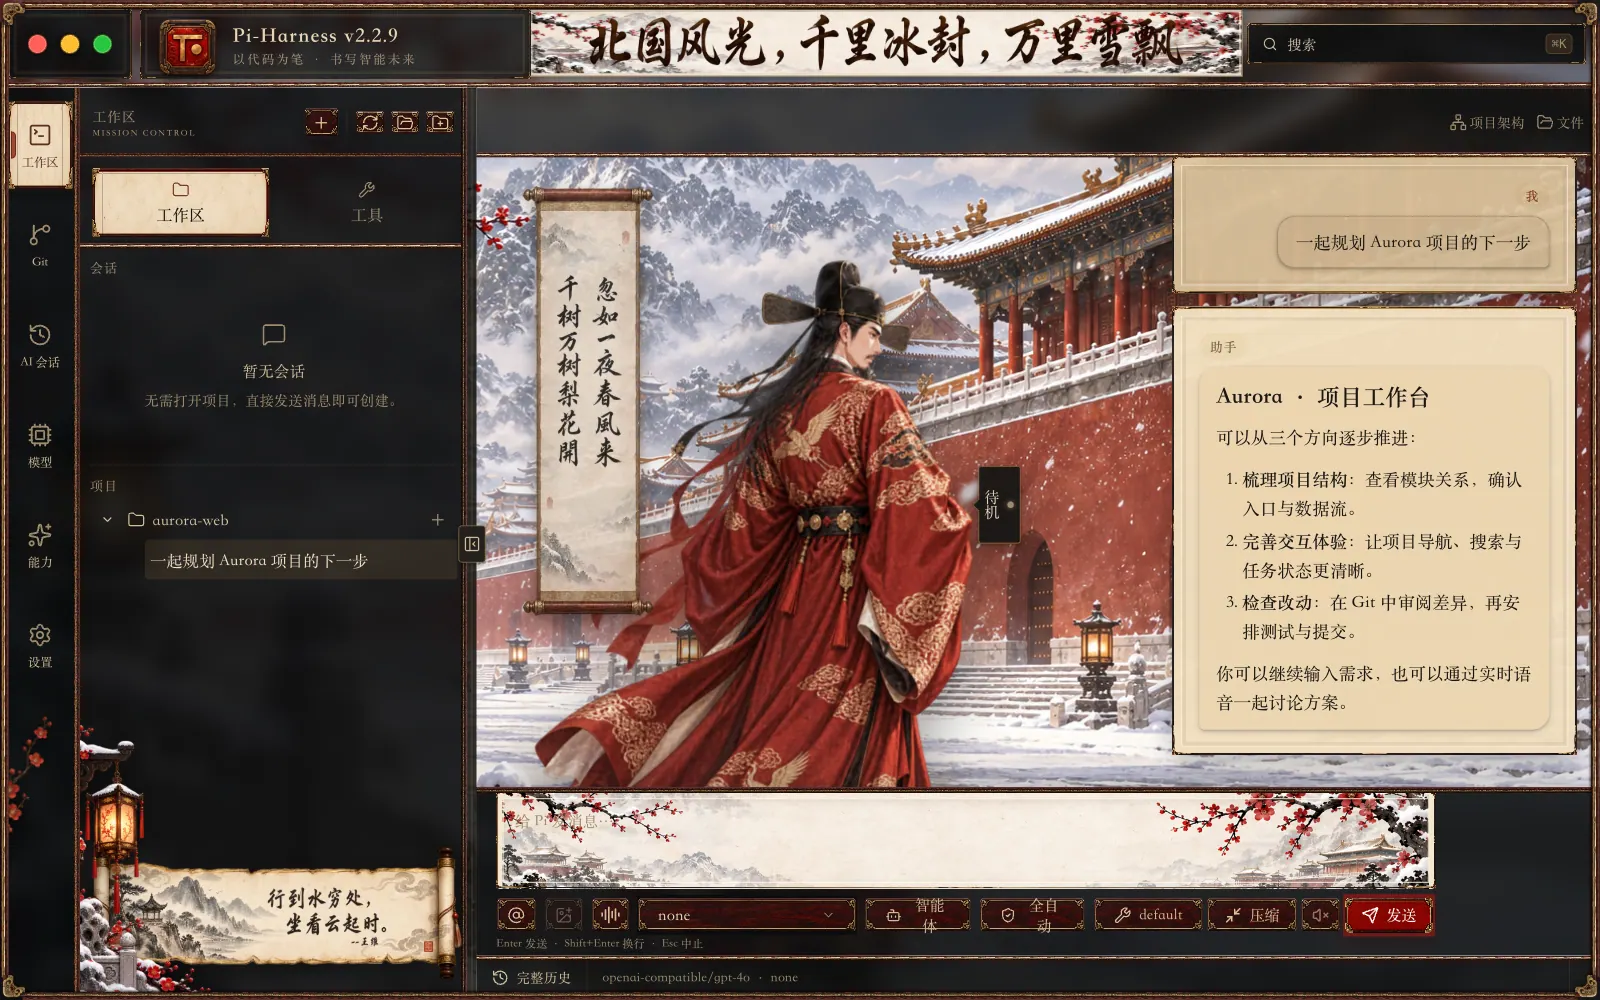 Pi-Harness v2.2.9
以代码为笔 · 书写智能未来
北国风光，千里冰封，万里雪飘
搜索
⌘K
工作区
Git
AI 会话
模型
能力
设置
工作区
MISSION CONTROL
工作区
工具
会话
暂无会话
无需打开项目，直接发送消息即可创建。
项目
aurora-web
一起规划 Aurora 项目的下一步
行到水穷处，
坐看云起时。
--王维
项目架构
文件
忽如一夜春風来
千树万树梨花開
待机
我
一起规划 Aurora 项目的下一步
助手
Aurora · 项目工作台
可以从三个方向逐步推进：
1. 梳理项目结构：查看模块关系，确认
入口与数据流。
2. 完善交互体验：让项目导航、搜索与
任务状态更清晰。
3. 检查改动：在 Git 中审阅差异，再安
排测试与提交。
你可以继续输入需求，也可以通过实时语
音一起讨论方案。
给 Pi 发消息…
none
智能
体
全自
动
default
压缩
发送
Enter 发送 · Shift+Enter 换行 · Esc 中止
完整历史
openai-compatible/gpt-4o · none